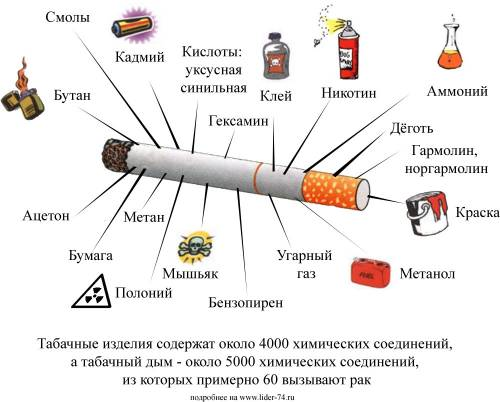 Смолы
Кадмий
Кислоты:
уксусная
синильная
Клей
Никотин
Аммоний
Бутан
Гексамин
Дёготь
Гармолин,
норгармолин
Ацетон
Метан
Краска
Бумага
Мышьяк
Угарный
газ
Метанол
FUEL
Полоний
Бензопирен
Табачные изделия содержат около 4000 химических соединений,
а табачный дым - около 5000 химических соединений,
из которых примерно 60 вызывают рак
подробнее на www.lider-74.ru